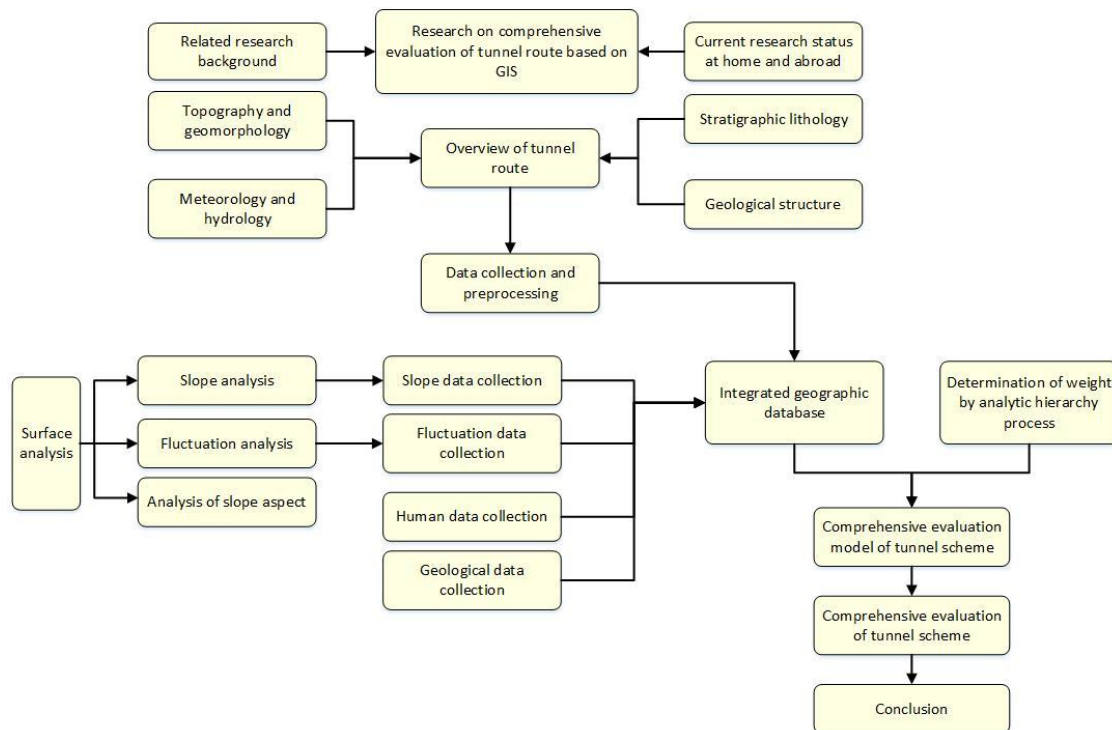 Related research
background
Research on comprehensive
evaluation of tunnel route based on
GIS
Current research status
at home and abroad
Topography and
geomorphology
Stratigraphic lithology
Overview of tunnel
route
Meteorology and
hydrology
Geological structure
Data collection and
preprocessing
Surface
analysis
Slope analysis
Slope data collection
Integrated geographic
database
Determination of weight
by analytic hierarchy
process
Fluctuation analysis
Fluctuation data
collection
Analysis of slope aspect
Human data collection
Geological data
collection
Comprehensive evaluation
model of tunnel scheme
Comprehensive evaluation
of tunnel scheme
Conclusion